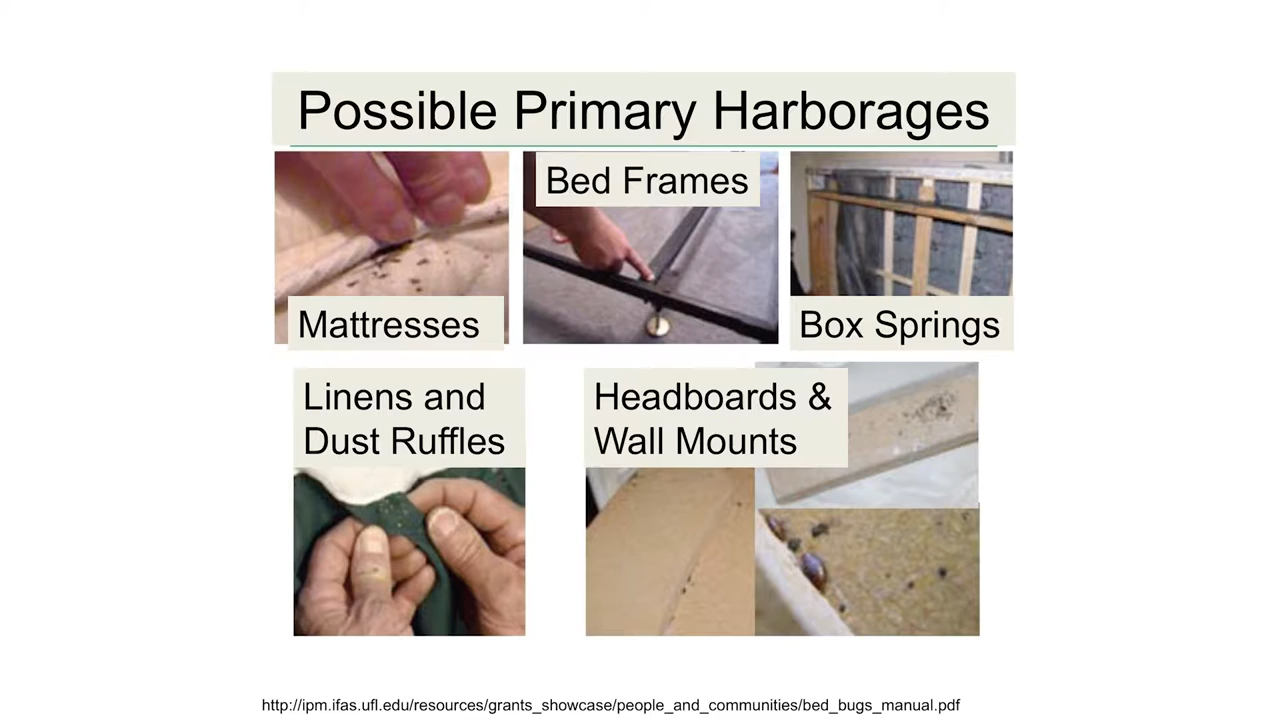 Possible Primary Harborages
Bed Frames
Mattresses
Box Springs
Linens and
Dust Ruffles
Headboards &
Wall Mounts
http://ipm.ifas.ufl.edu/resources/grants_showcase/people_and_communities/bed_bugs_manual.pdf